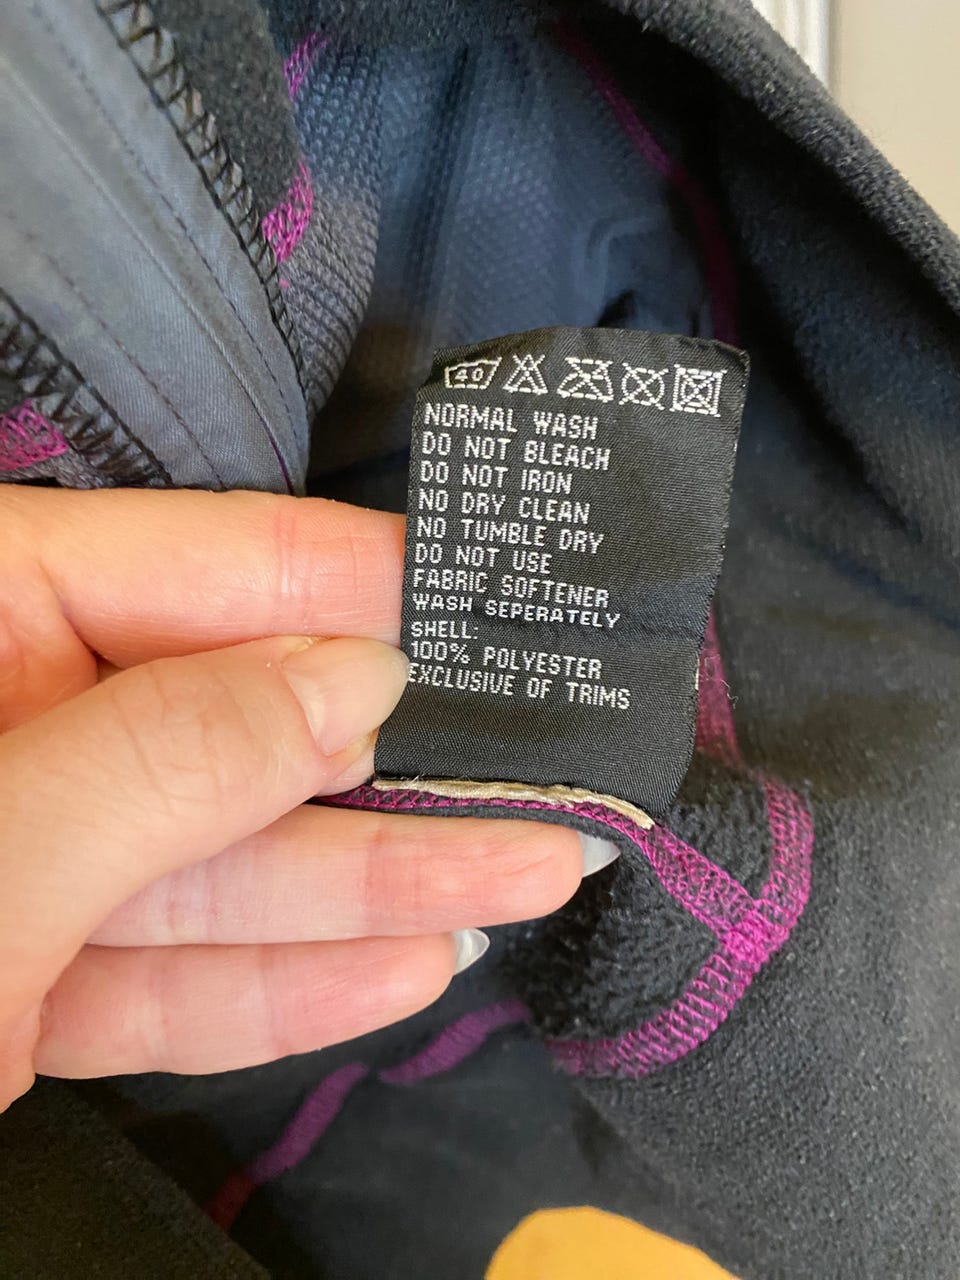 40
NORMAL WASH
DO NOT BLEACH
DO NOT IRON
NO DRY CLEAN
NO TUMBLE DRY
DO NOT USE
FABRIC SOFTENER
WASH SEPERATELY
SHELL:
100% POLYESTER
EXCLUSIVE OF TRIMS